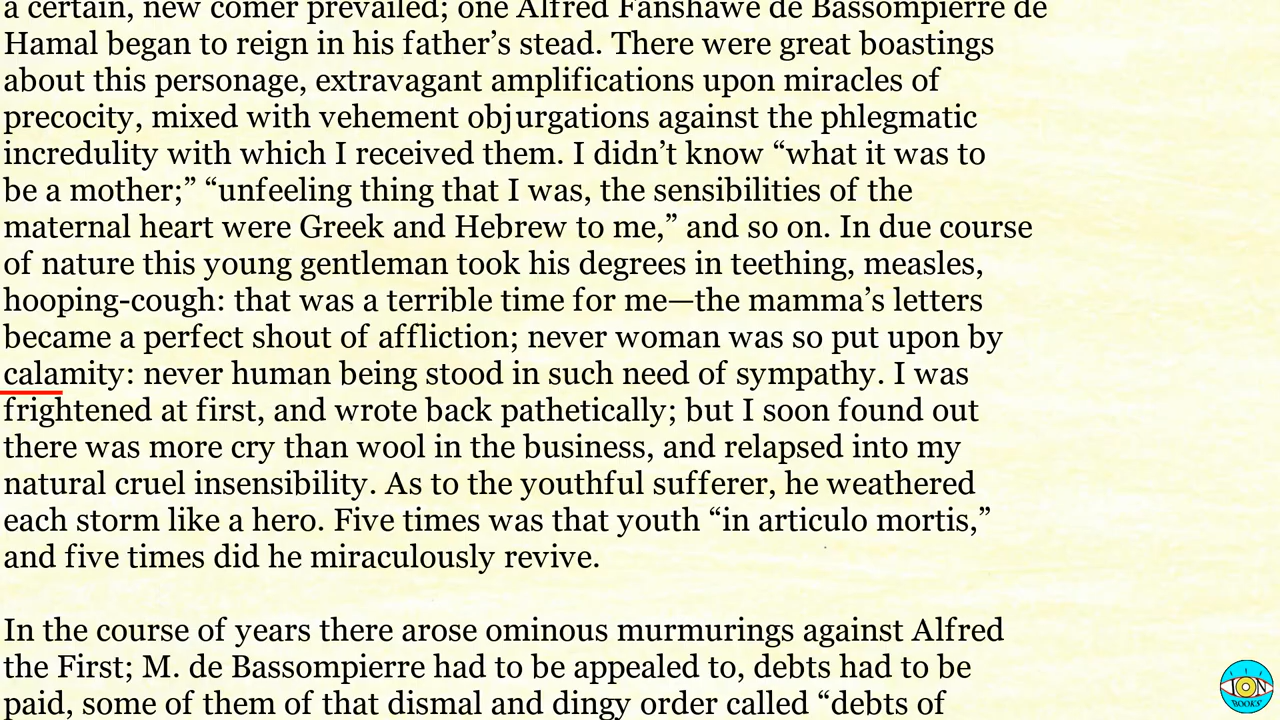 a certain, new comer prevailed; one Alfred Fanshawe de Bassompierre de
Hamal began to reign in his father’s stead. There were great boastings
about this personage, extravagant amplifications upon miracles of
precocity, mixed with vehement objurgations against the phlegmatic
incredulity with which I received them. I didn’t know “what it was to
be a mother;” “unfeeling thing that I was, the sensibilities of the
maternal heart were Greek and Hebrew to me,” and so on. In due course
of nature this young gentleman took his degrees in teething, measles,
hooping-cough: that was a terrible time for me—the mamma’s letters
became a perfect shout of affliction; never woman was so put upon by
calamity: never human being stood in such need of sympathy. I was
frightened at first, and wrote back pathetically; but I soon found out
there was more cry than wool in the business, and relapsed into my
natural cruel insensibility. As to the youthful sufferer, he weathered
each storm like a hero. Five times was that youth “in articulo mortis,”
and five times did he miraculously revive.
In the course of years there arose ominous murmurings against Alfred
the First; M. de Bassompierre had to be appealed to, debts had to be
paid, some of them of that dismal and dingy order called “debts of
ION
BOOKS